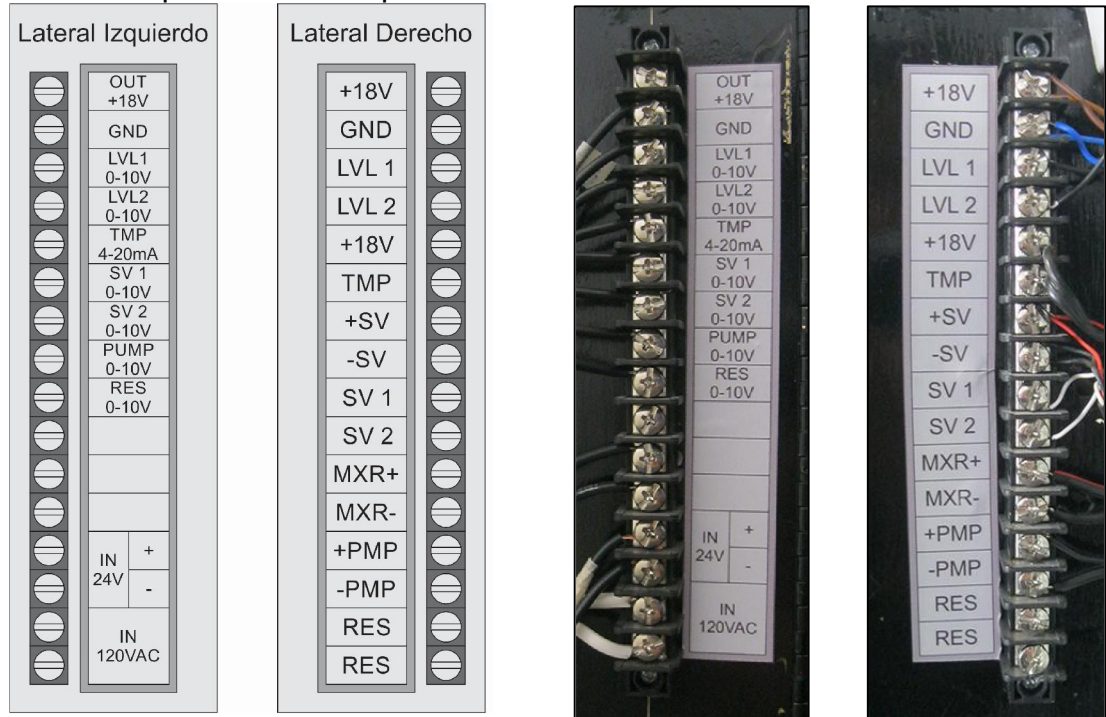 Lateral Izquierdo
OUT
+18V
GND
LVL1
0-10V
LVL2
0-10V
TMP
4-20mA
SV 1
0-10V
SV 2
0-10V
PUMP
0-10V
RES
0-10V
IN
24V
+
-
IN
120VAC
Lateral Derecho
+18V
GND
LVL 1
LVL 2
+18V
TMP
+SV
-SV
SV 1
SV 2
MXR+
MXR-
+PMP
-PMP
RES
RES
OUT
+18V
GND
LVL1
0-10V
LVL2
0-10V
TMP
4-20mA
SV 1
0-10V
SV 2
0-10V
PUMP
0-10V
RES
0-10V
IN
24V
+
-
IN
120VAC
+18V
GND
LVL 1
LVL 2
+18V
TMP
+SV
-SV
SV 1
SV 2
MXR+
MXR-
+PMP
-PMP
RES
RES